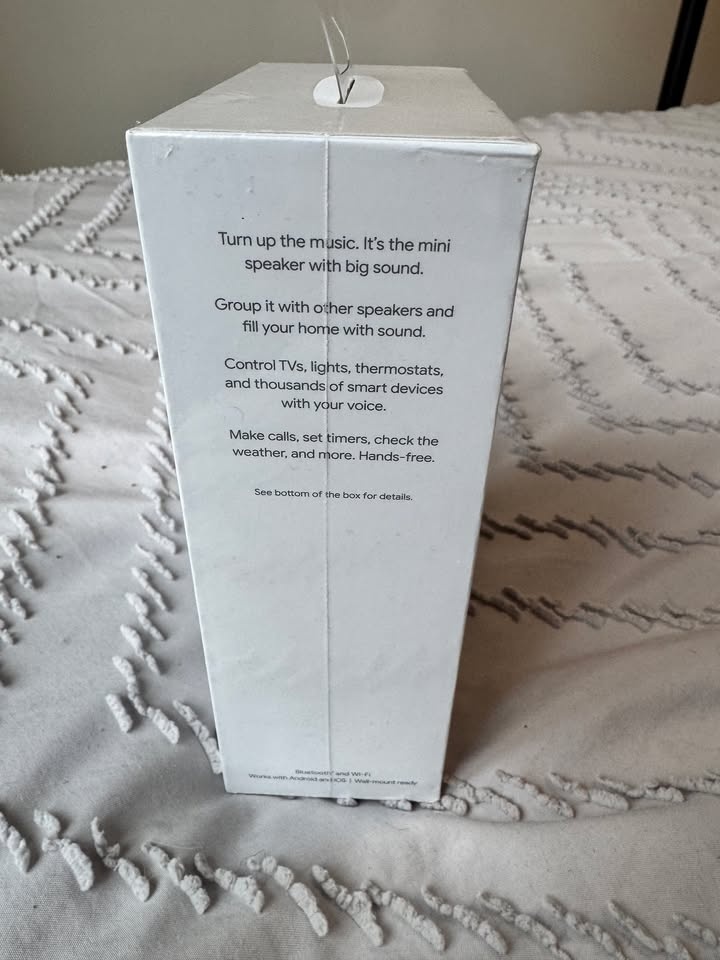 Turn up the music. It's the mini
speaker with big sound.
Group it with other speakers and
fill your home with sound.
Control TVs, lights, thermostats,
and thousands of smart devices
with your voice.
Make calls, set timers, check the
weather, and more. Hands-free.
See bottom of the box for details.
Bluetooth® and Wi-Fi
Works with Android and iOS | Wall-mount ready